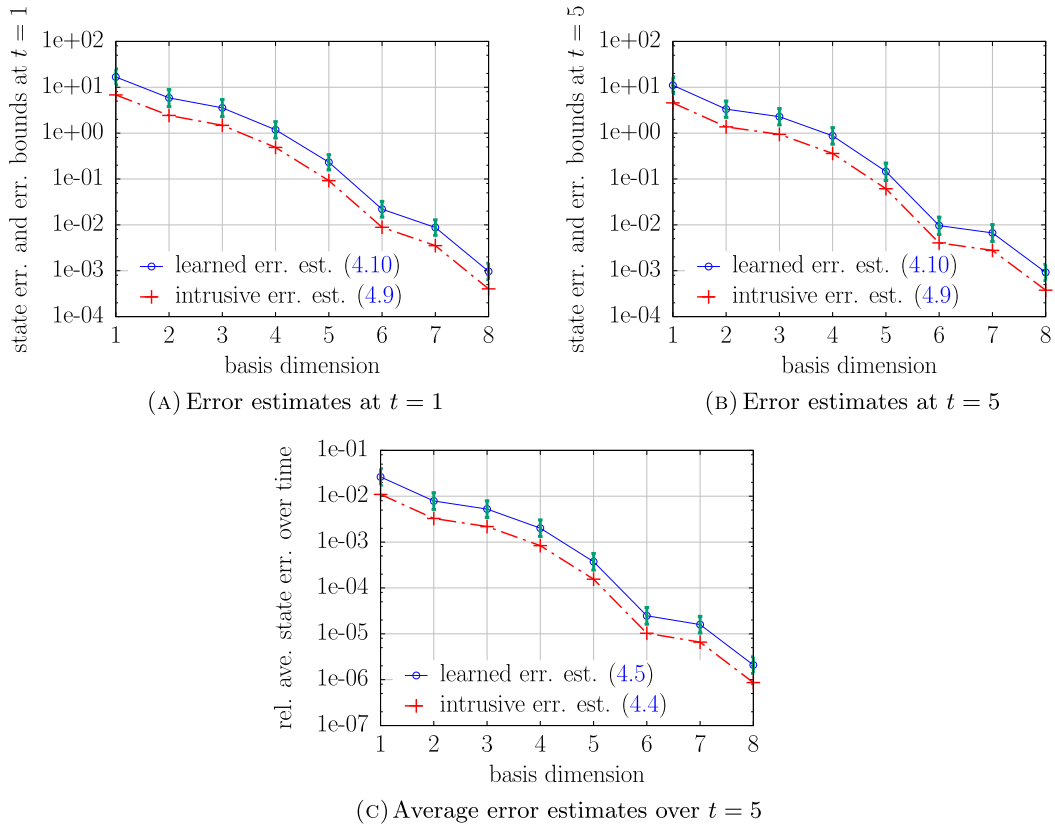 state err. and err. bounds at t = 1
1e+02
1e+01
1e+00
1e-01
1e-02
1e-03
1e-04
learned err. est. (4.10)
intrusive err. est. (4.9)
1 2 3 4 5 6 7 8
basis dimension
(A) Error estimates at t = 1
state err. and err. bounds at t = 5
1e+02
1e+01
1e+00
1e-01
1e-02
1e-03
1e-04
learned err. est. (4.10)
intrusive err. est. (4.9)
1 2 3 4 5 6 7 8
basis dimension
(B) Error estimates at t = 5
rel. ave. state err. over time
1e-01
1e-02
1e-03
1e-04
1e-05
1e-06
1e-07
learned err. est. (4.5)
intrusive err. est. (4.4)
1 2 3 4 5 6 7 8
basis dimension
(C) Average error estimates over t = 5